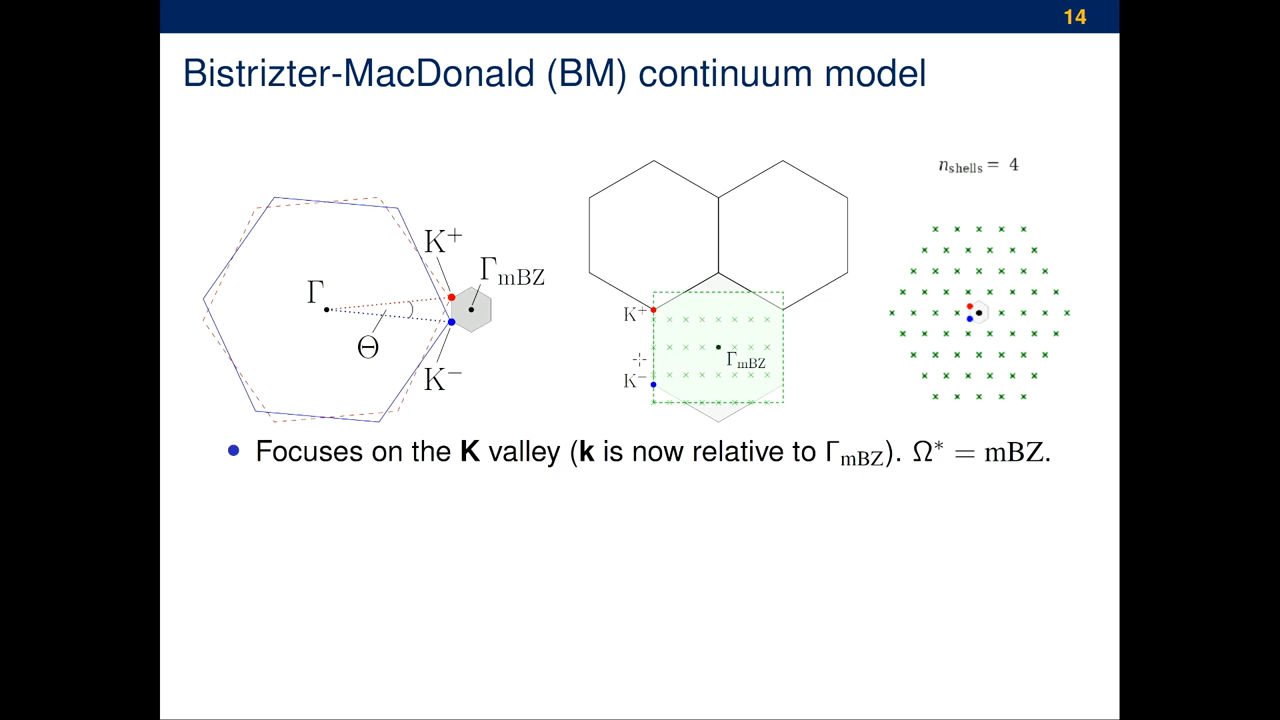 14
Bistrizter-MacDonald (BM) continuum model
n_shells = 4
K⁺
Γ_mBZ
Γ
Θ
K⁻
K⁺
Γ_mBZ
K⁻
• Focuses on the K valley (k is now relative to Γ_mBZ). Ω* = mBZ.